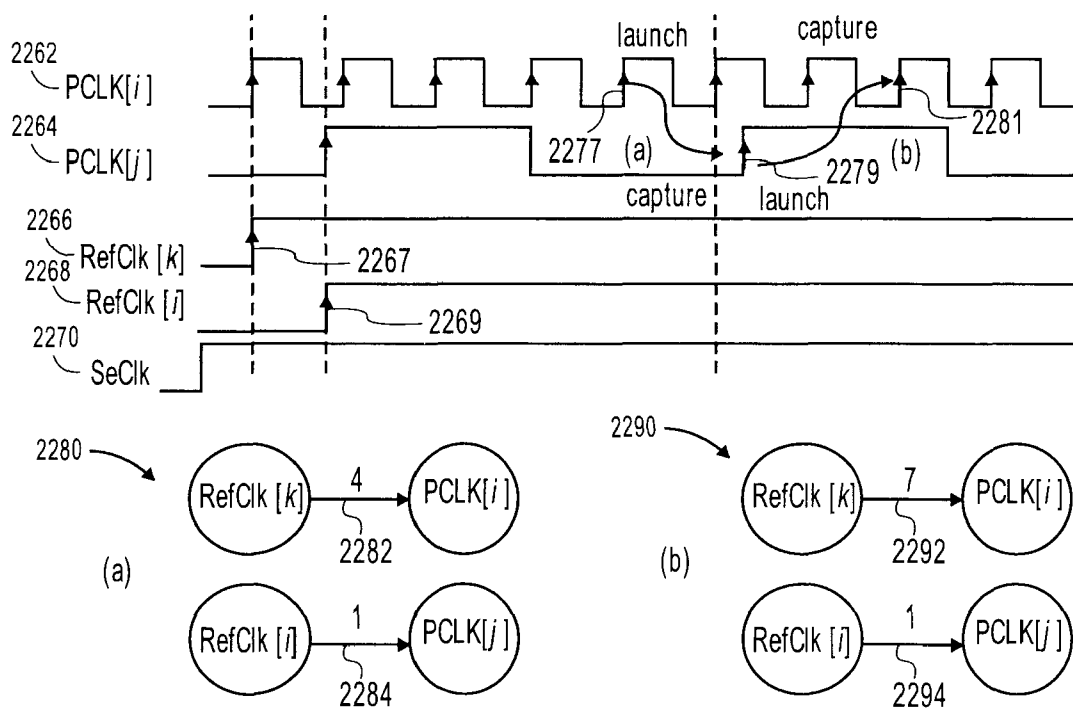 launch
capture
2262
PCLK[i]
2264
PCLK[j]
2277
(a)
2279
(b)
2281
capture
launch
2266
RefClk [k]
2267
2268
RefClk [i]
2269
2270
SeClk
2280
RefClk [k]
4
PCLK[i]
2282
(a)
RefClk [i]
1
PCLK[j]
2284
2290
RefClk [k]
7
PCLK[i]
2292
(b)
RefClk [i]
1
PCLK[j]
2294